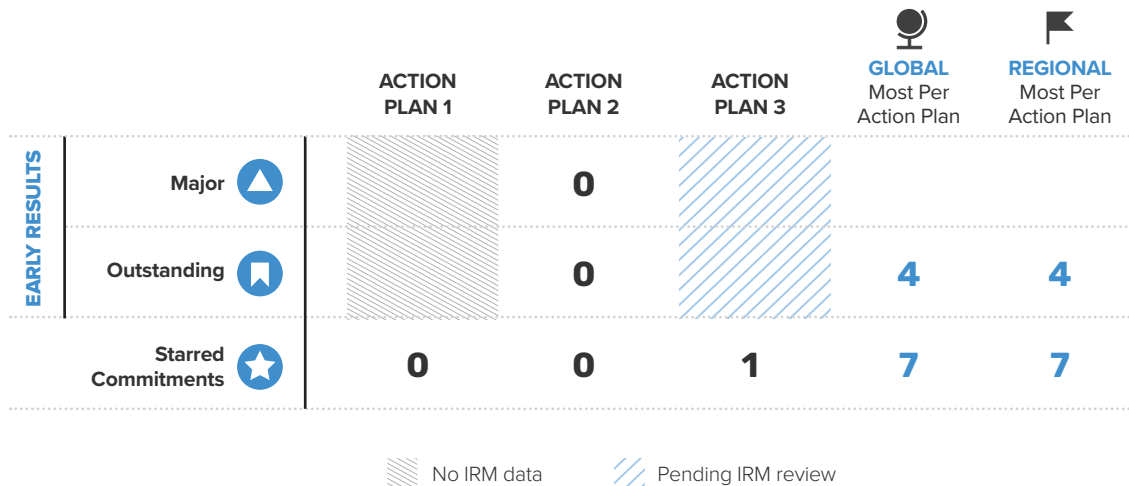 GLOBAL
REGIONAL
ACTION
ACTION
ACTION
Most Per
Most Per
PLAN 1
PLAN 2
PLAN 3
Action Plan
Action Plan
EARLY RESULTS
Major
0
Outstanding
0
4
4
Starred
Commitments
0
0
1
7
7
No IRM data
Pending IRM review